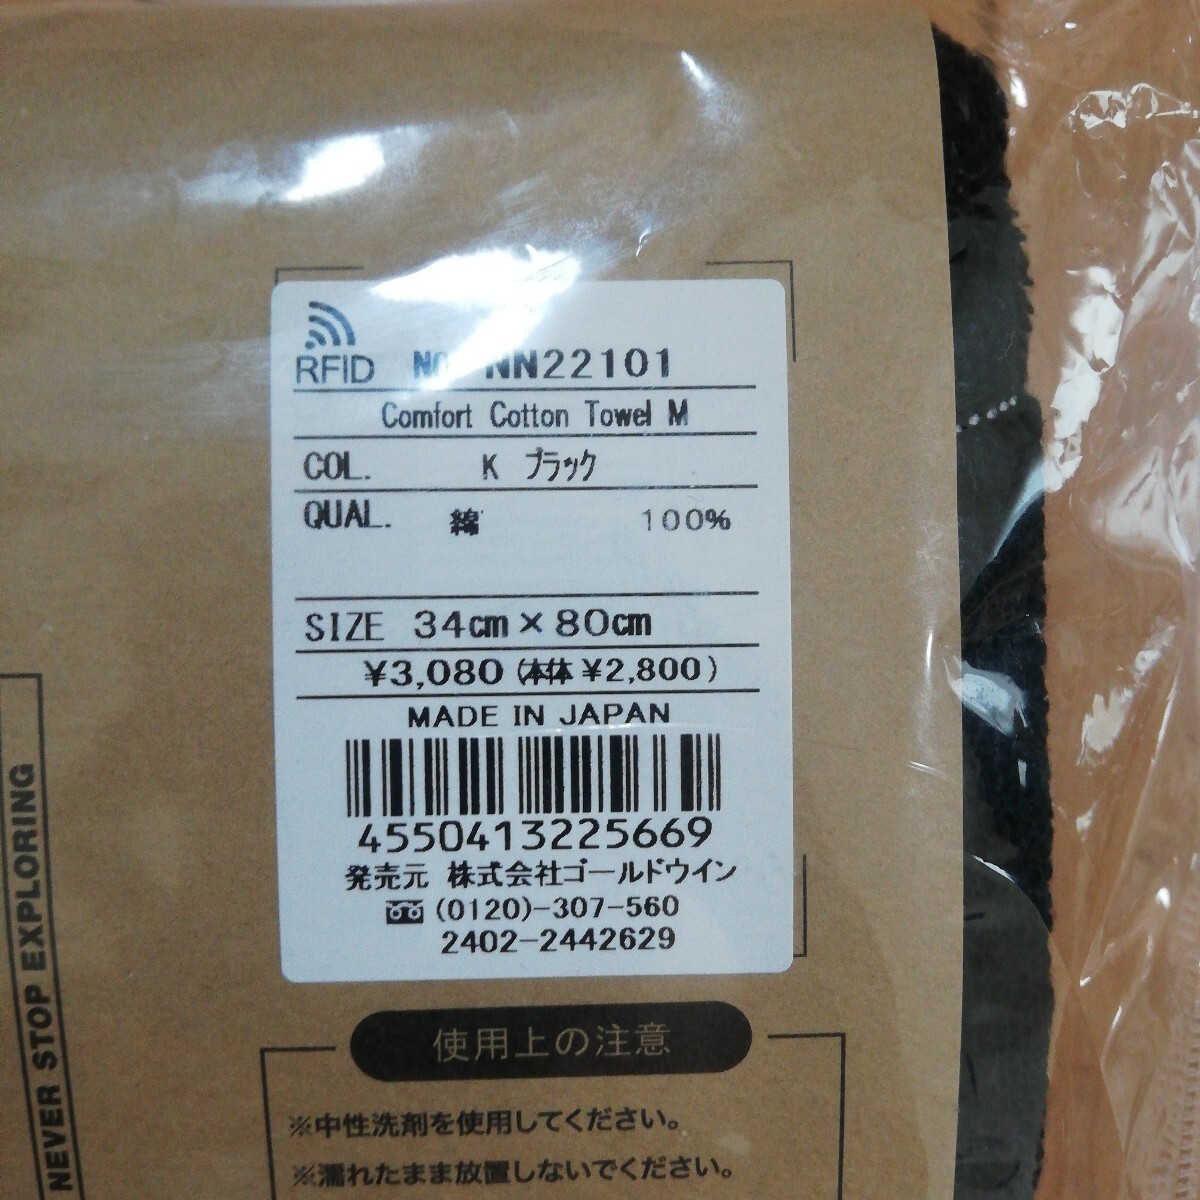 RFID NO. NN22101
Comfort Cotton Towel M
COL. K ブラック
QUAL. 綿 100%
SIZE 34cm×80cm
¥3,080(本体¥2,800)
MADE IN JAPAN
4550413225669
発売元 株式会社ゴールドウイン
(0120)-307-560
2402-2442629
使用上の注意
※中性洗剤を使用してください。
※濡れたまま放置しないでください。
NEVER STOP EXPLORING